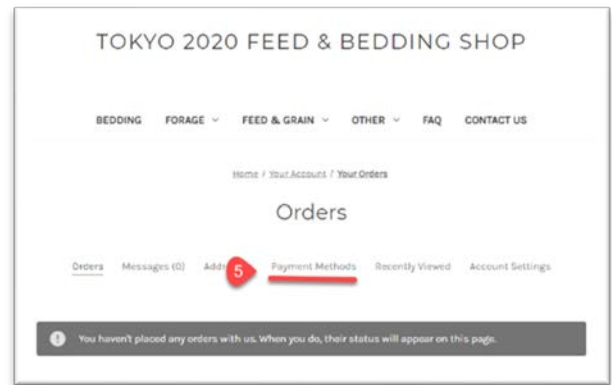 TOKYO 2020 FEED & BEDDING SHOP
BEDDING FORAGE FEED & GRAIN OTHER FAQ CONTACT US
Home / Your Account / Your Orders
Orders
Orders Messages (0) Add 5 Payment Methods Recently Viewed Account Settings
! You haven't placed any orders with us. When you do, their status will appear on this page.